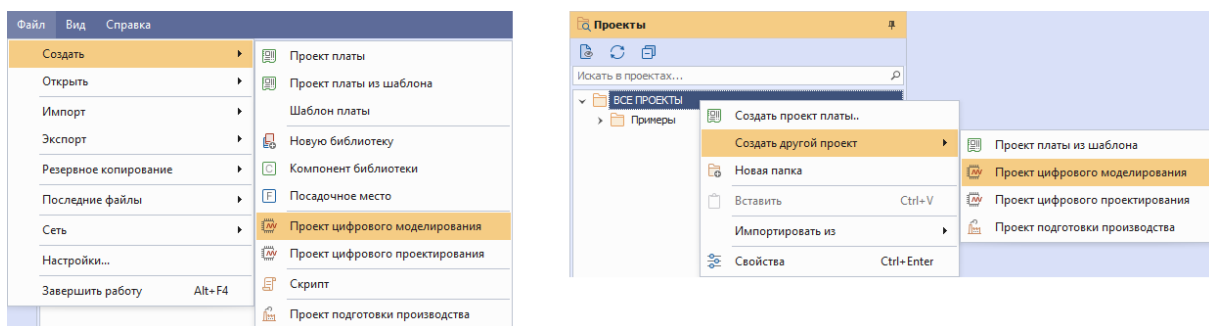 Файл Вид Справка
Создать
Открыть
Импорт
Экспорт
Резервное копирование
Последние файлы
Сеть
Настройки...
Завершить работу Alt+F4
Проект платы
Проект платы из шаблона
Шаблон платы
Новую библиотеку
C Компонент библиотеки
F Посадочное место
Проект цифрового моделирования
Проект цифрового проектирования
Скрипт
Проект подготовки производства
Проекты
Искать в проектах...
ВСЕ ПРОЕКТЫ
Примеры
Создать проект платы..
Создать другой проект
Новая папка
Вставить Ctrl+V
Импортировать из
Свойства Ctrl+Enter
Проект платы из шаблона
Проект цифрового моделирования
Проект цифрового проектирования
Проект подготовки производства